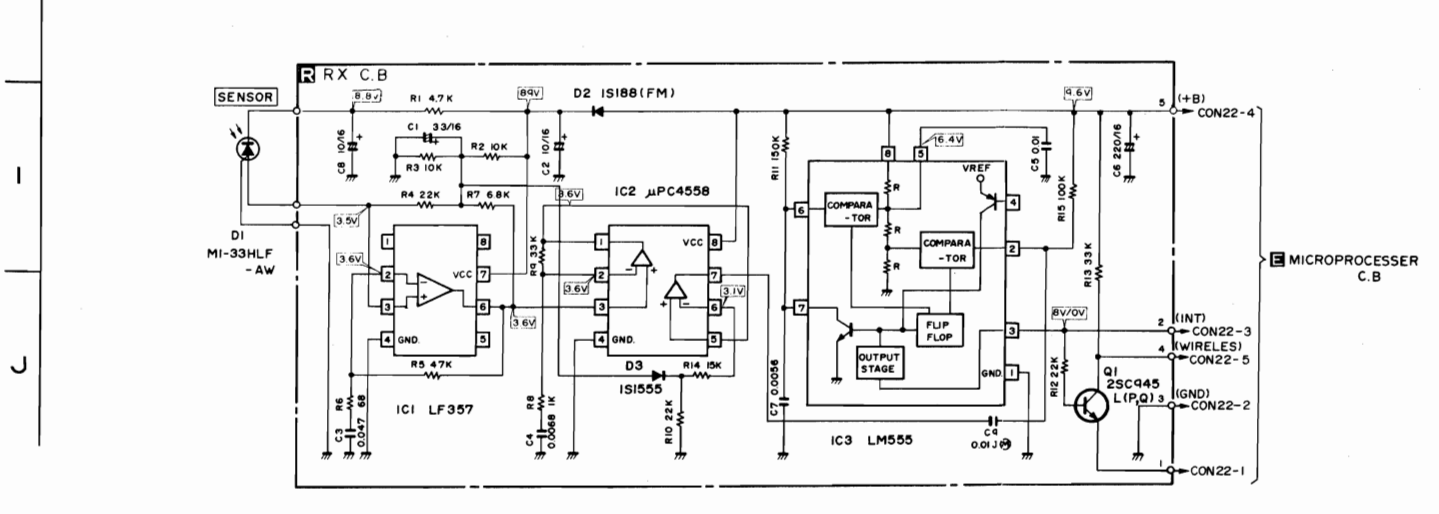 R RX C.B
SENSOR
8.8V
R1 4.7K
8.9V
D2 1S188(FM)
9.6V
5 (+B)
CON22-4
C8 10/16
C1 33/16
R3 10K
R2 10K
C2 10/16
R4 22K
R7 6.8K
3.5V
D1
MI-33HLF
-AW
3.6V
1
2
3
4
8
VCC 7
6
5
GND.
3.6V
R5 47K
R6 68
C3 0.047
IC1 LF357
IC2 μPC4558
3.6V
R9 33K
1
2
3
4
VCC 8
7
6
5
3.6V
3.1V
D3
1S1555
R14 15K
R8 1K
C4 0.0068
R10 22K
R11 150K
8
5
6.4V
C5 0.01
VREF
R
R
R
6
7
COMPARA
-TOR
COMPARA
-TOR
4
2
3
GND. 1
FLIP
FLOP
OUTPUT
STAGE
C7 0.0056
IC3 LM555
C9
0.01J(M)
R15 100K
R13 33K
C6 220/16
8V/0V
R12 22K
Q1
2SC945
L(P,Q)
2 (INT)
CON22-3
4 (WIRELES)
CON22-5
3 (GND)
CON22-2
1
CON22-1
E MICROPROCESSER
C.B
I
J